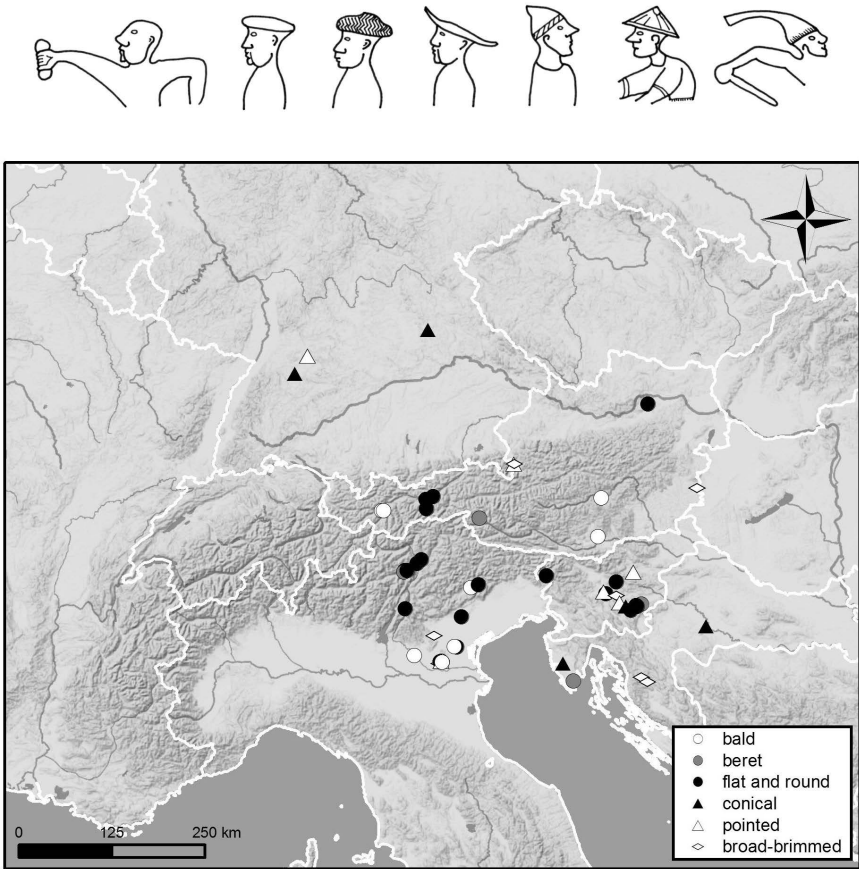 0 125 250 km
bald
beret
flat and round
conical
pointed
broad-brimmed